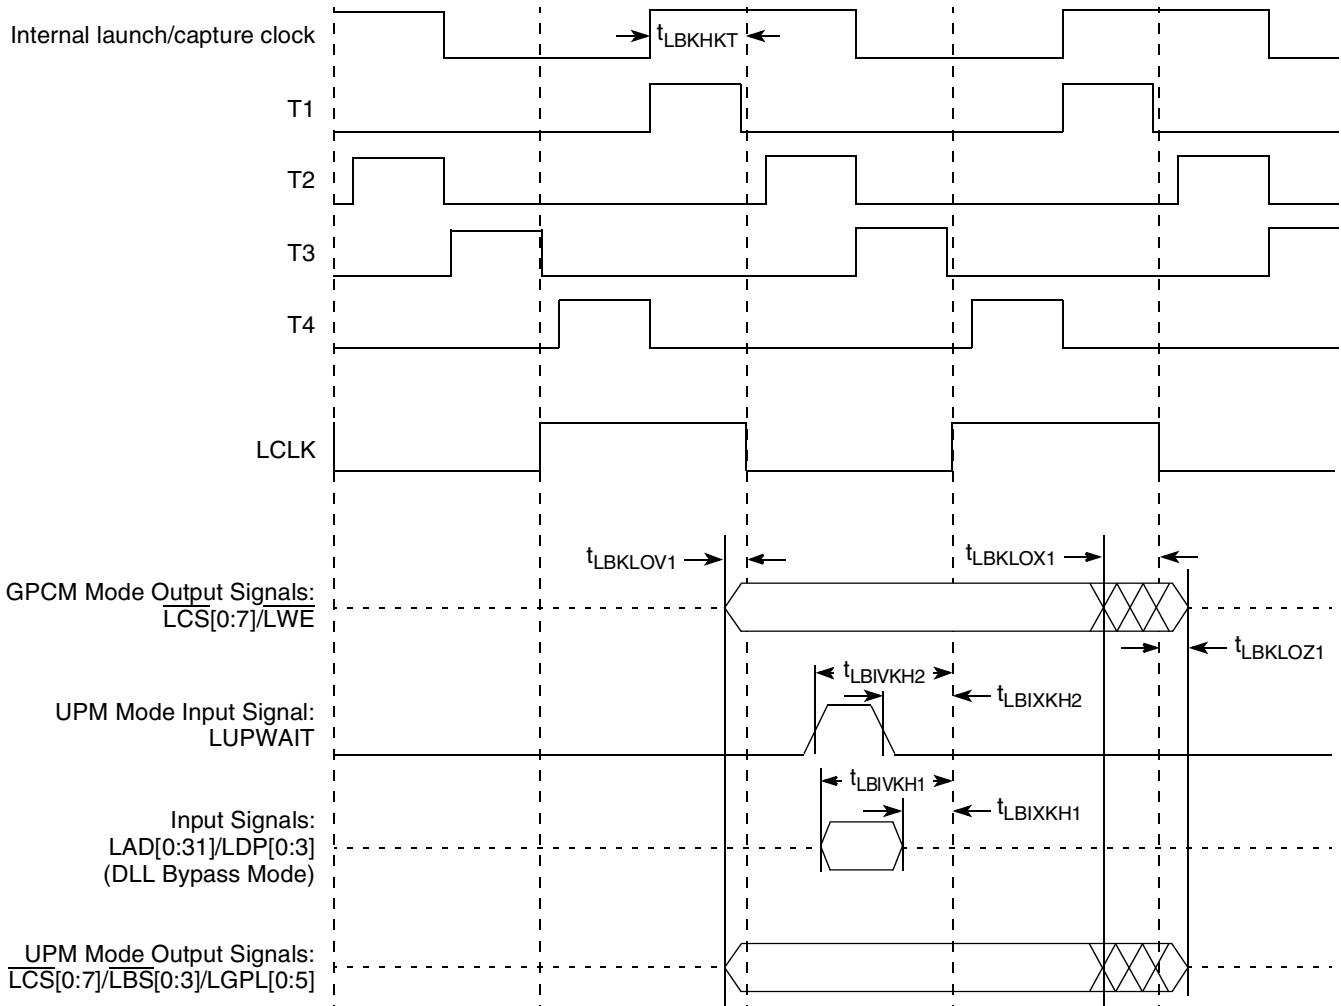 Internal launch/capture clock
tLBKHKT
T1
T2
T3
T4
LCLK
tLBKLOV1
tLBKLOX1
GPCM Mode Output Signals:
LCS[0:7]/LWE
tLBKLOZ1
tLBIVKH2
tLBIXKH2
UPM Mode Input Signal:
LUPWAIT
tLBIVKH1
tLBIXKH1
Input Signals:
LAD[0:31]/LDP[0:3]
(DLL Bypass Mode)
UPM Mode Output Signals:
LCS[0:7]/LBS[0:3]/LGPL[0:5]